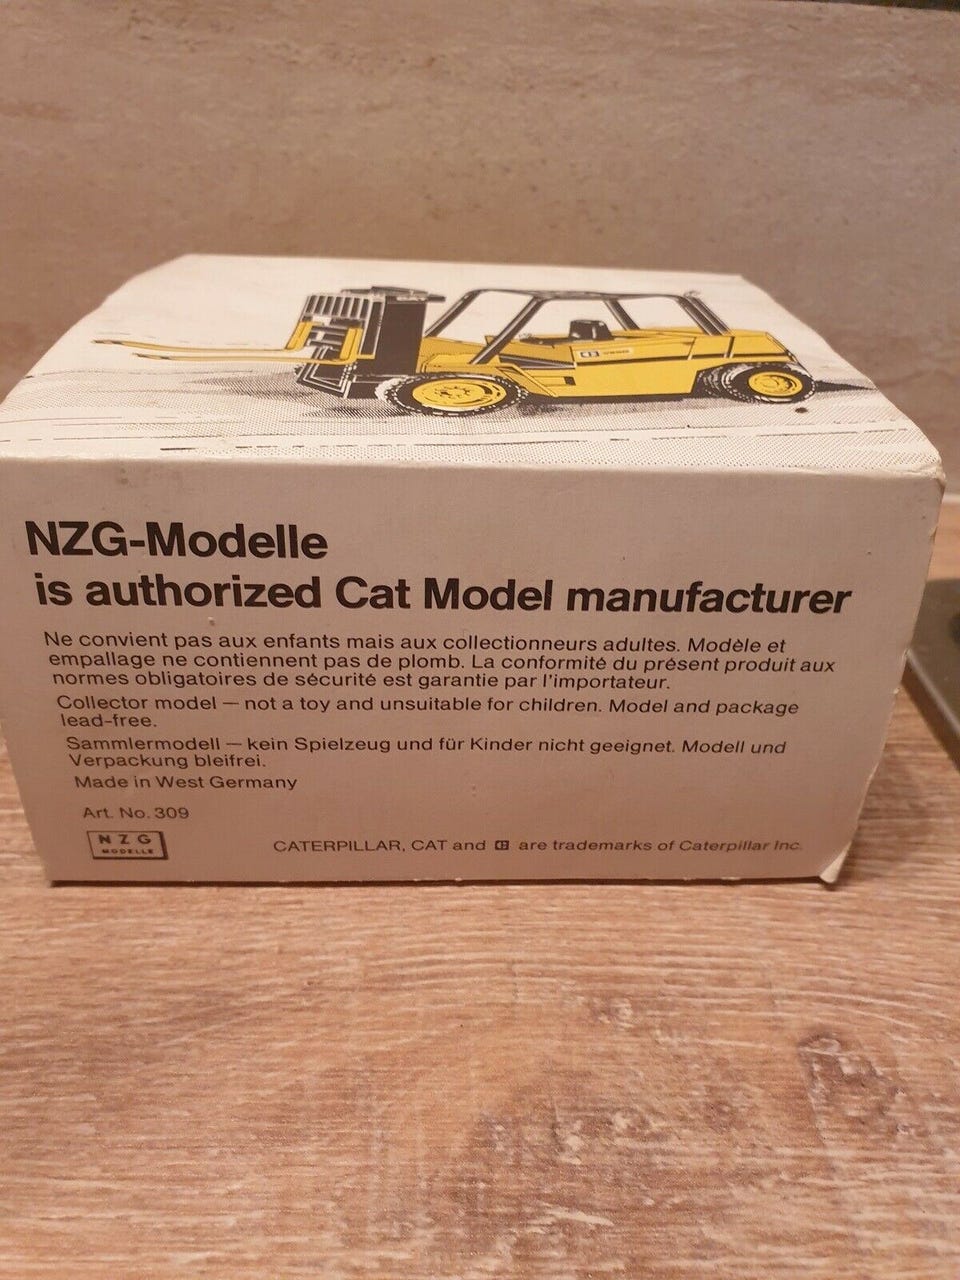 CAT
NZG-Modelle
is authorized Cat Model manufacturer
Ne convient pas aux enfants mais aux collectionneurs adultes. Modèle et
empallage ne contiennent pas de plomb. La conformité du présent produit aux
normes obligatoires de sécurité est garantie par l'importateur.
Collector model — not a toy and unsuitable for children. Model and package
lead-free.
Sammlermodell — kein Spielzeug und für Kinder nicht geeignet. Modell und
Verpackung bleifrei.
Made in West Germany
Art. No. 309
NZG
MODELLE
CATERPILLAR, CAT and are trademarks of Caterpillar Inc.